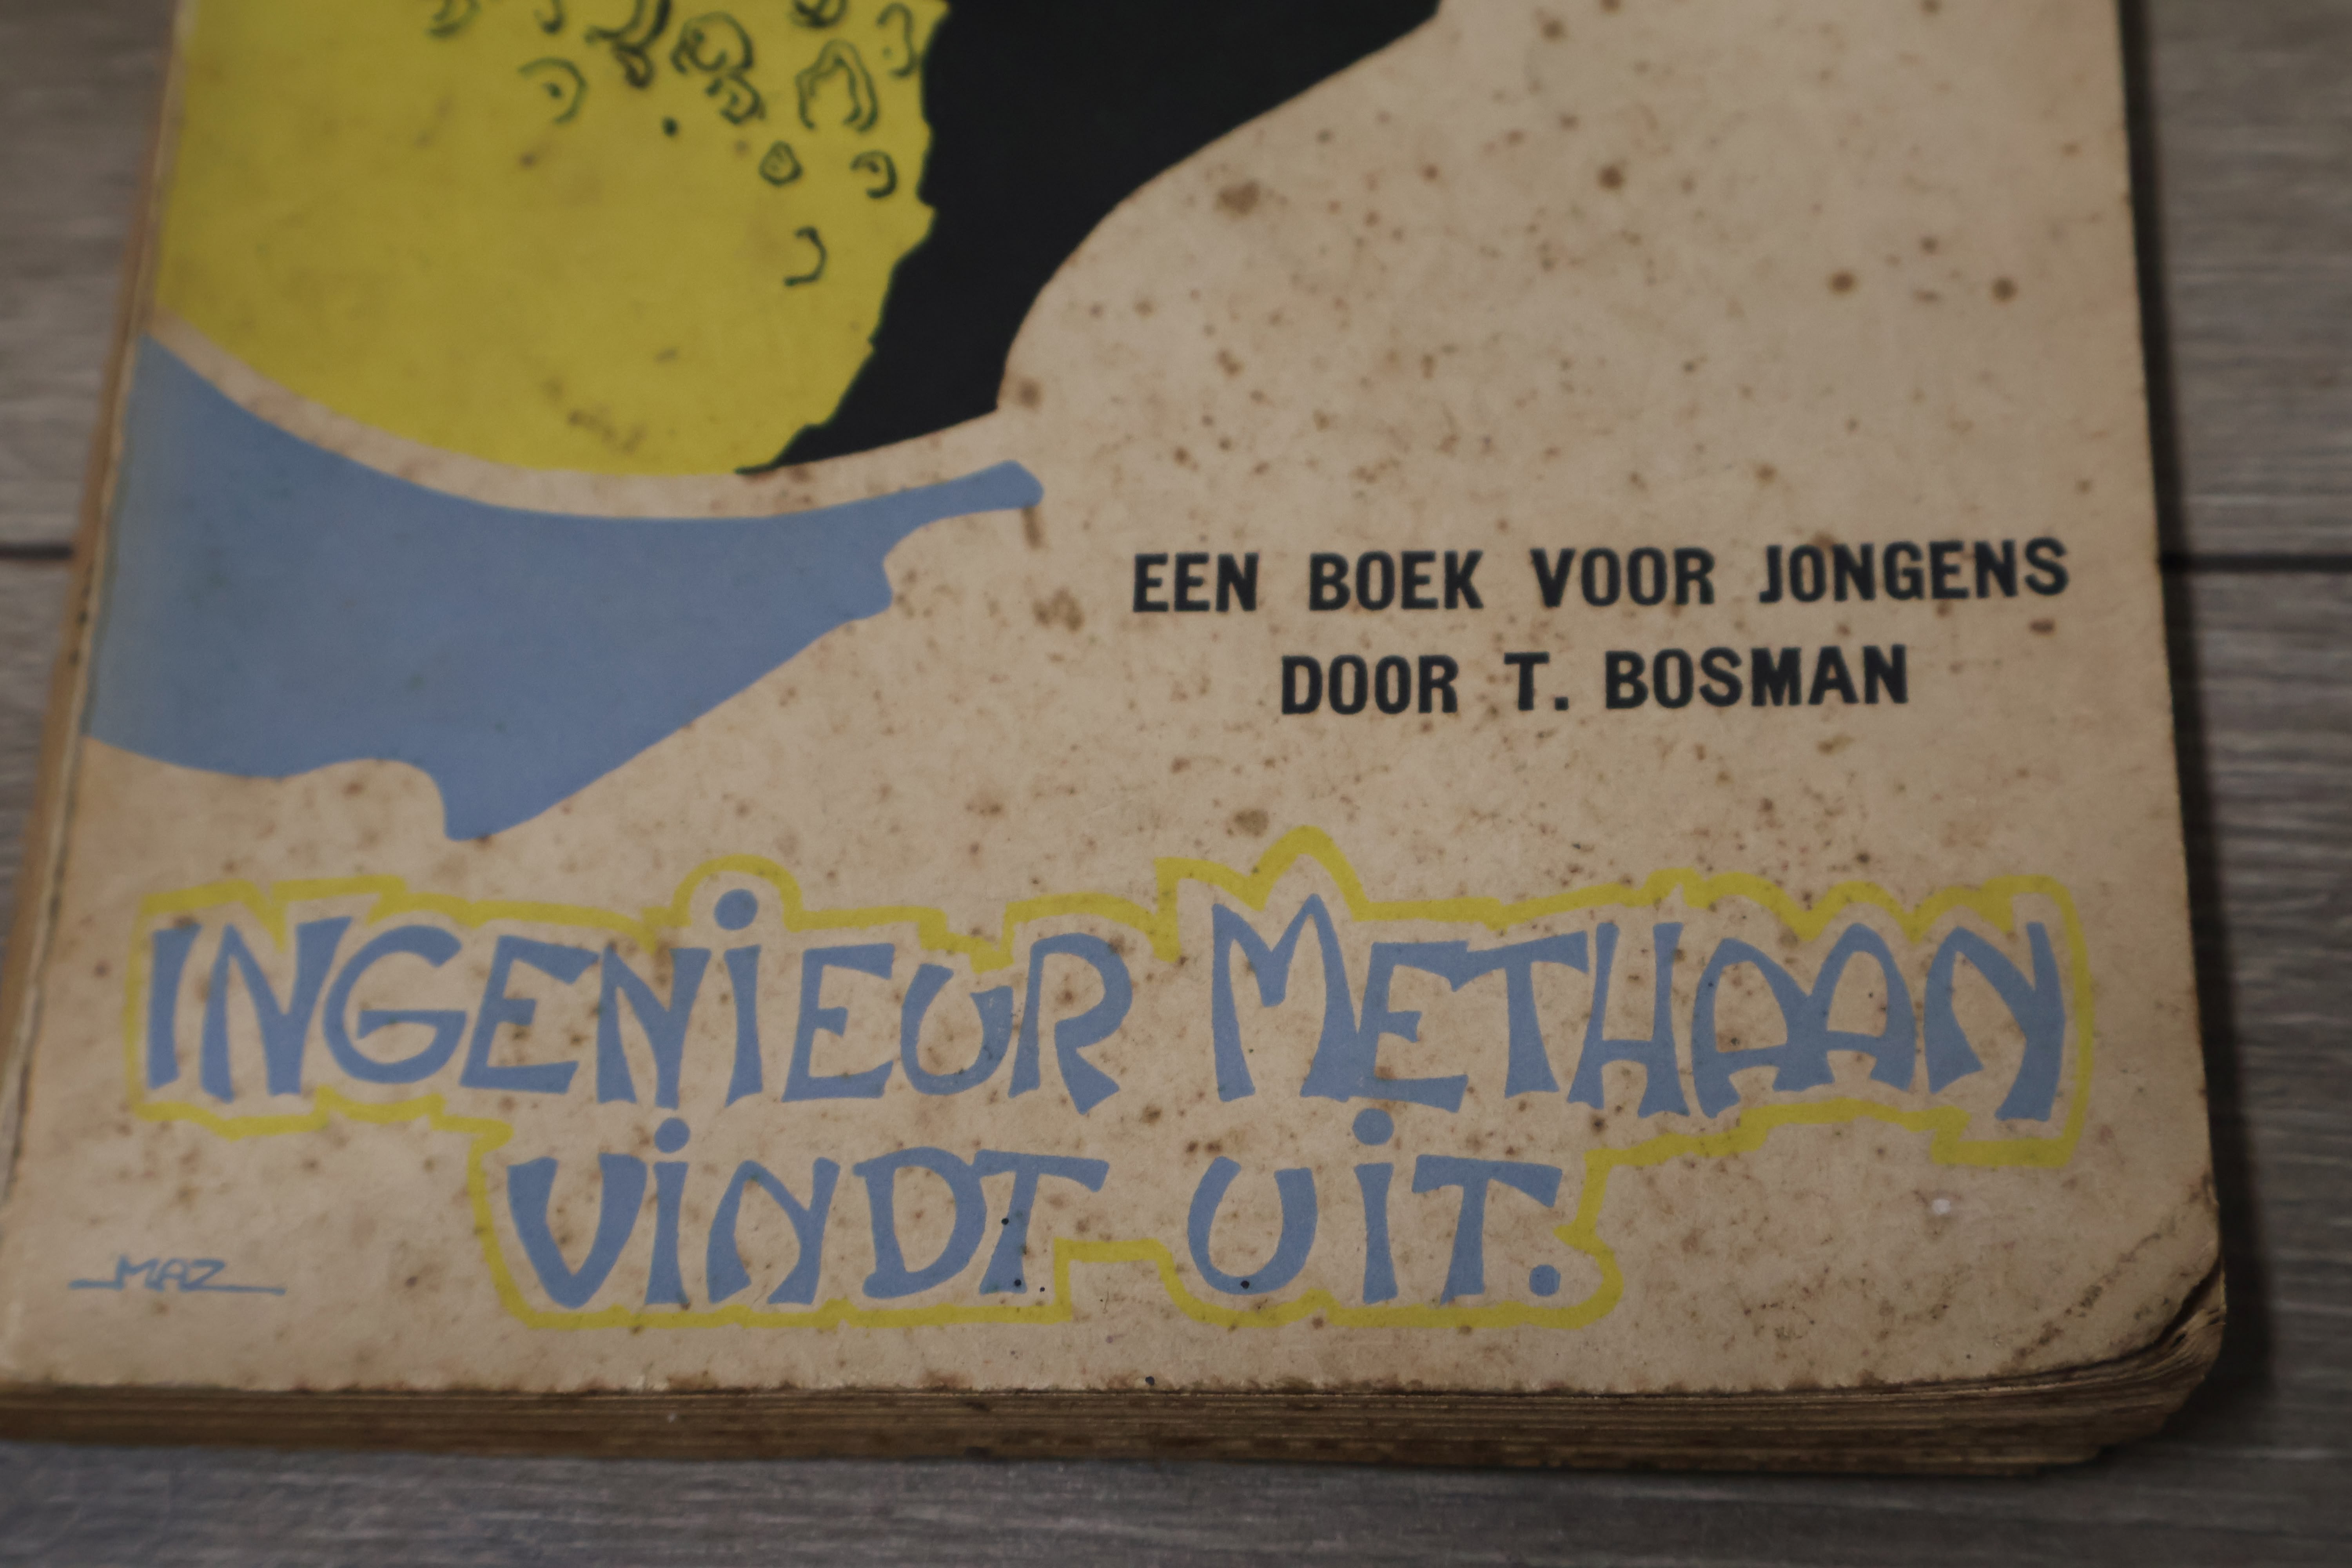 EEN BOEK VOOR JONGENS
DOOR T. BOSMAN
INGENIEUR METHAAN
VINDT UIT.
MAZ